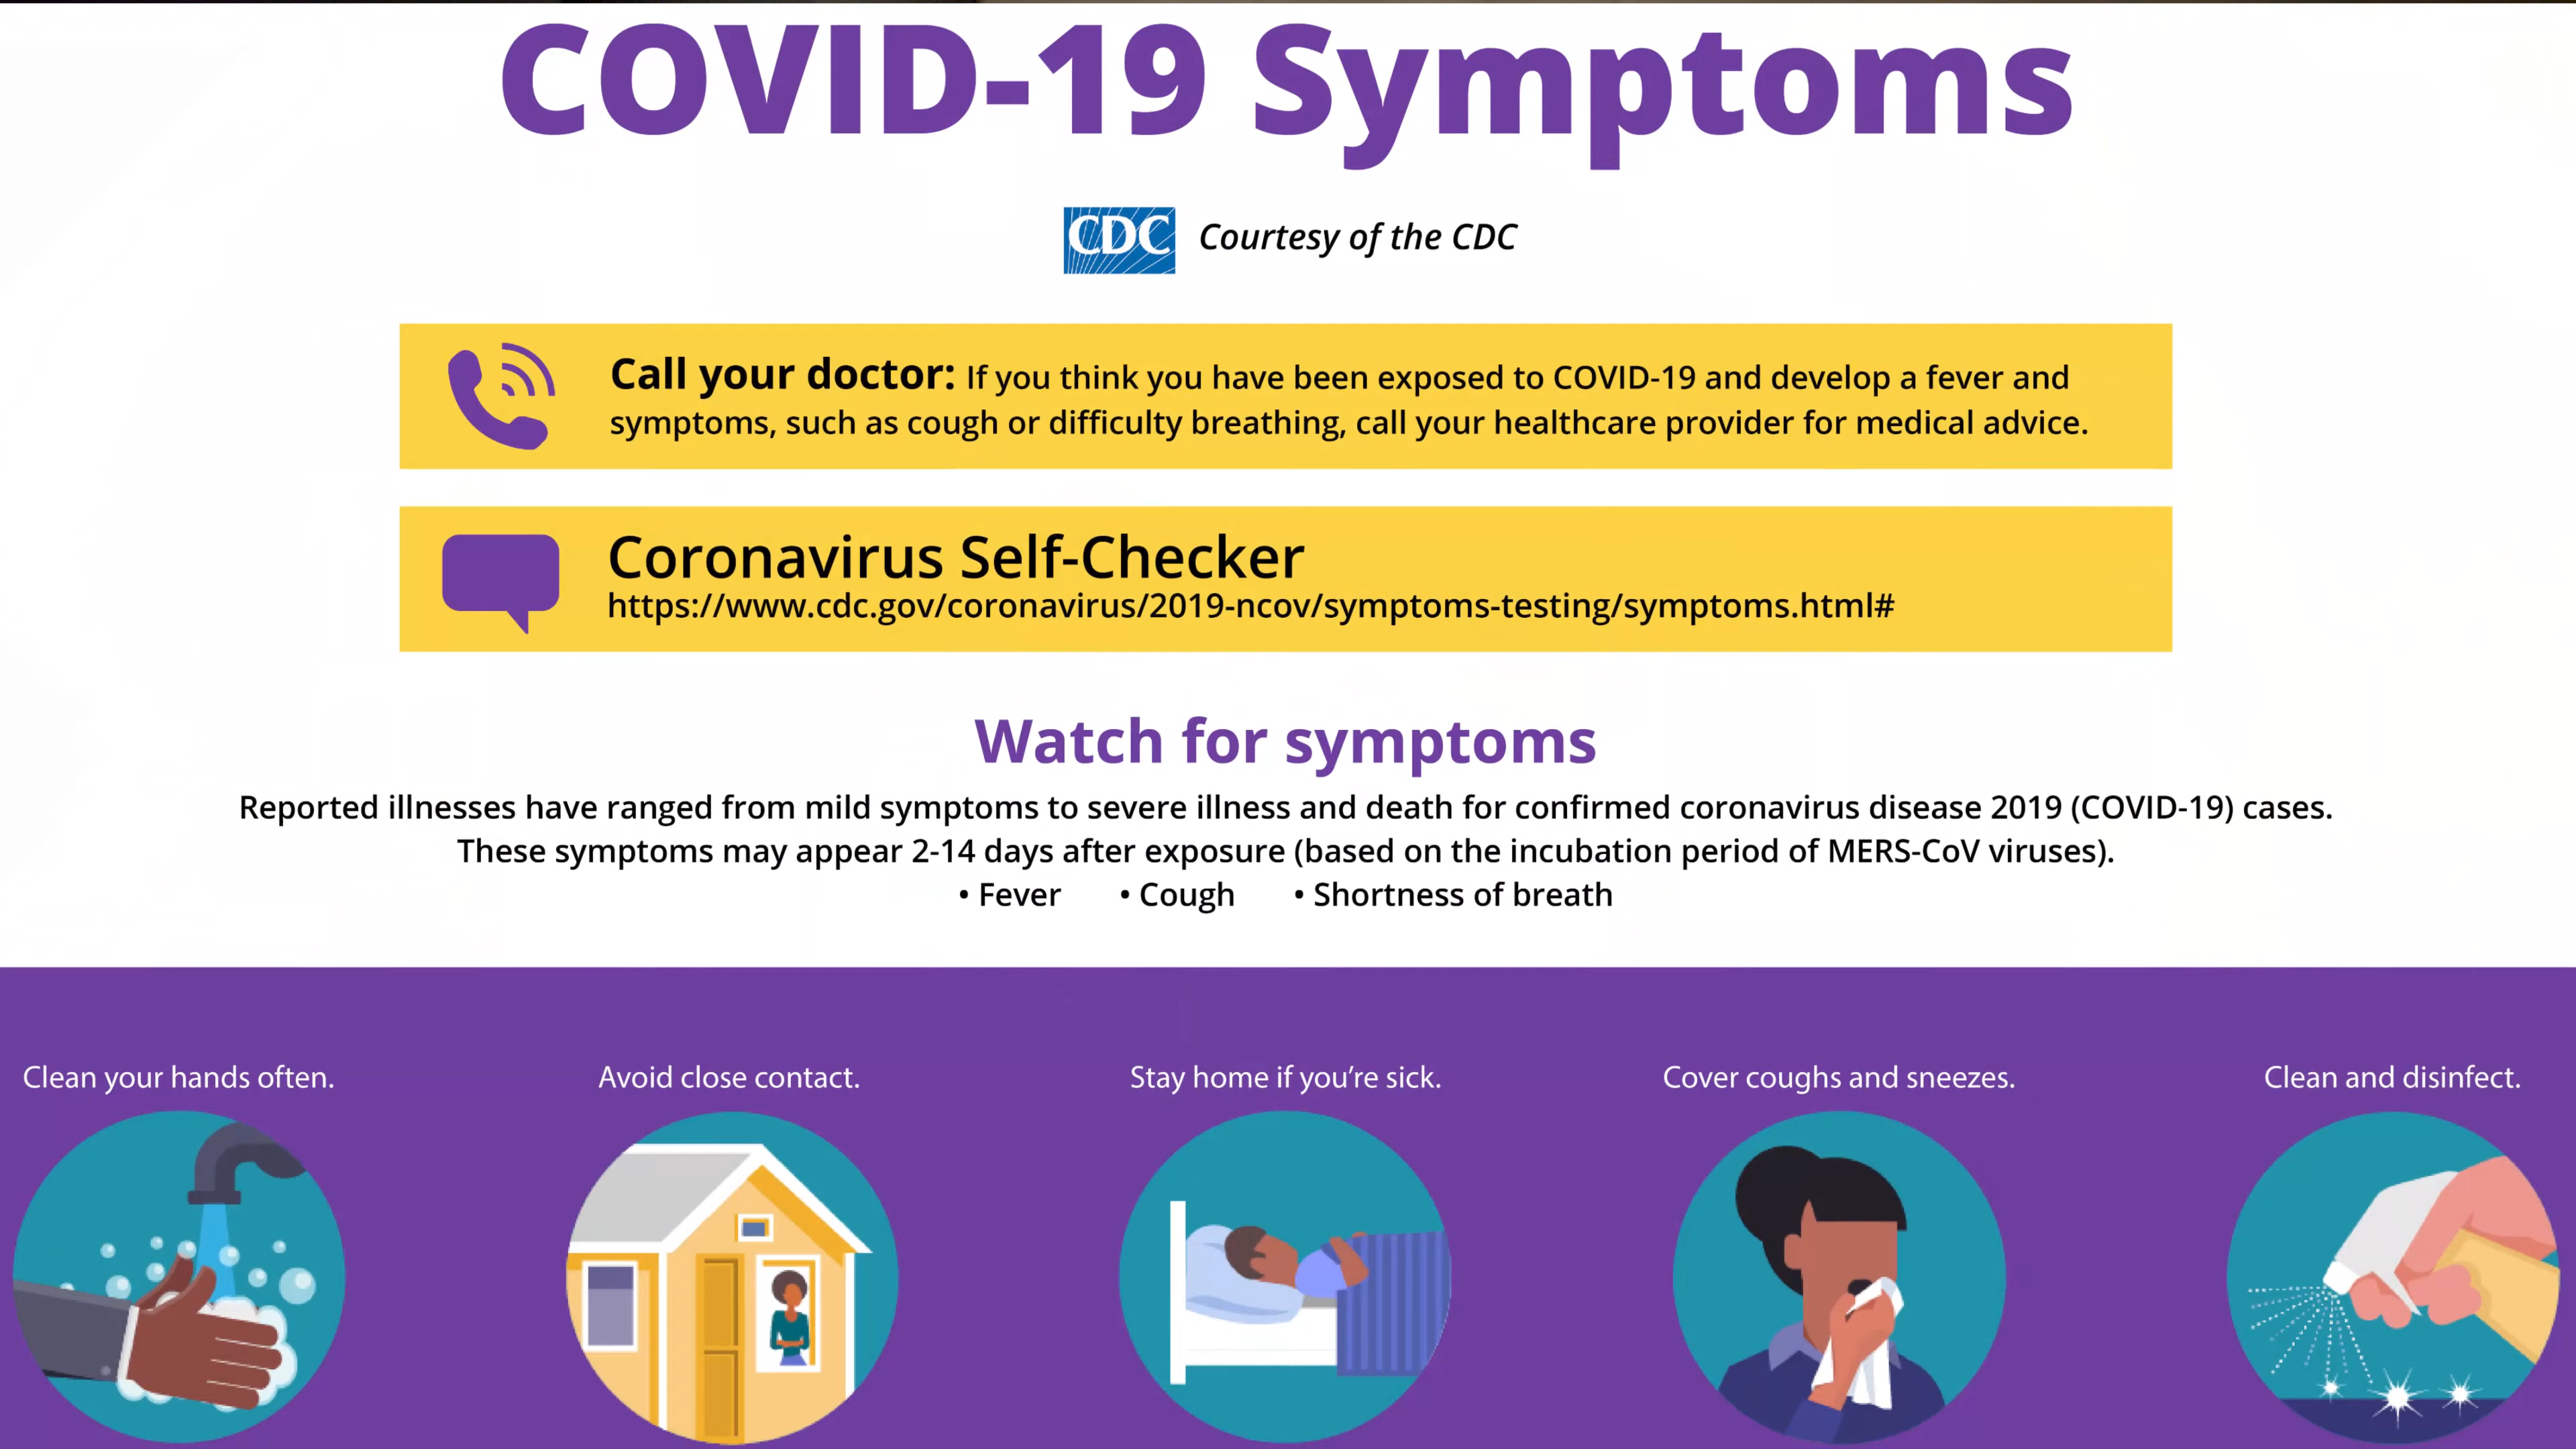 COVID-19 Symptoms
CDC Courtesy of the CDC
Call your doctor: If you think you have been exposed to COVID-19 and develop a fever and
symptoms, such as cough or difficulty breathing, call your healthcare provider for medical advice.
Coronavirus Self-Checker
https://www.cdc.gov/coronavirus/2019-ncov/symptoms-testing/symptoms.html#
Watch for symptoms
Reported illnesses have ranged from mild symptoms to severe illness and death for confirmed coronavirus disease 2019 (COVID-19) cases.
These symptoms may appear 2-14 days after exposure (based on the incubation period of MERS-CoV viruses).
• Fever • Cough • Shortness of breath
Clean your hands often.
Avoid close contact.
Stay home if you’re sick.
Cover coughs and sneezes.
Clean and disinfect.